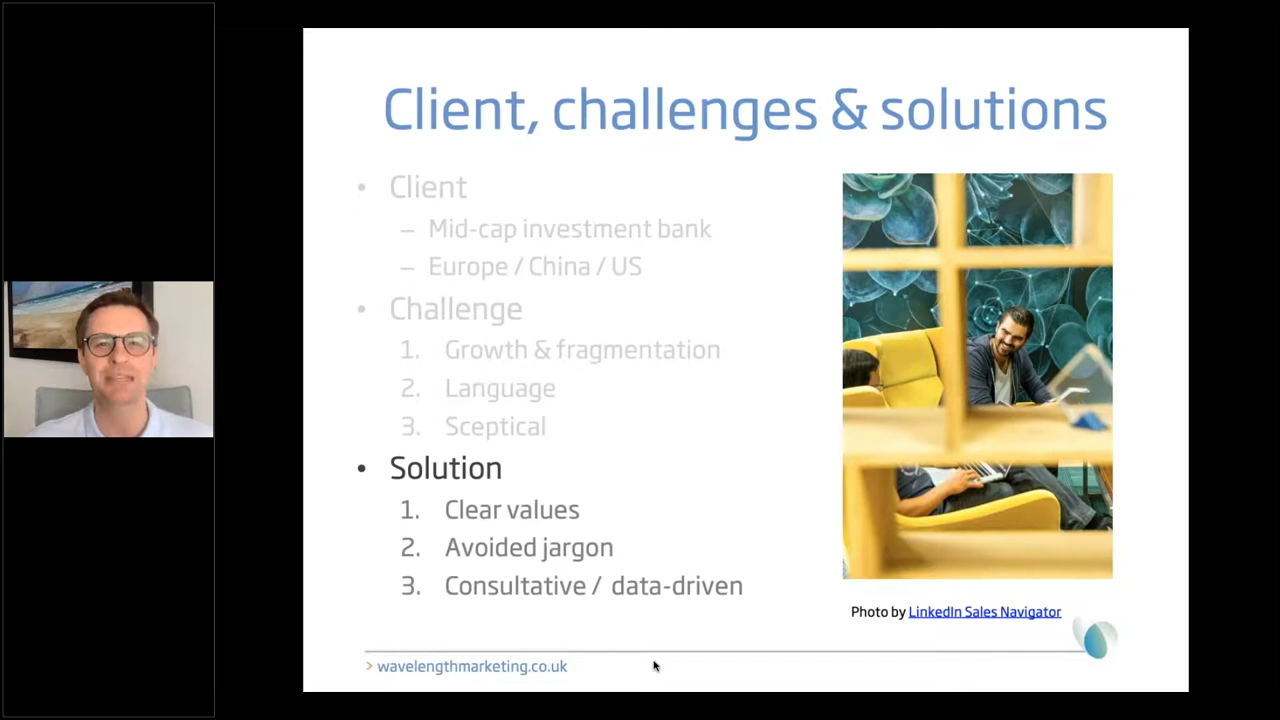 Client, challenges & solutions
• Client
– Mid-cap investment bank
– Europe / China / US
• Challenge
1. Growth & fragmentation
2. Language
3. Sceptical
• Solution
1. Clear values
2. Avoided jargon
3. Consultative / data-driven
Photo by LinkedIn Sales Navigator
> wavelengthmarketing.co.uk